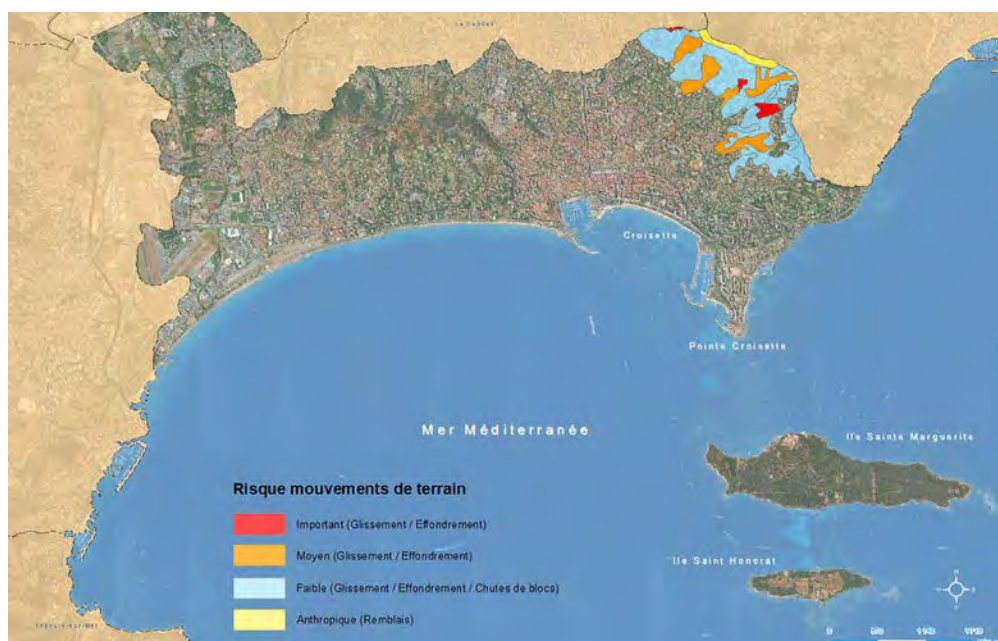 Croisette
Pointe Croisette
Mer Méditerranée
Ile Sainte Marguerite
Ile Saint Honorat
Risque mouvements de terrain
Important (Glissement / Effondrement)
Moyen (Glissement / Effondrement)
Faible (Glissement / Effondrement / Chutes de blocs)
Anthropique (Remblais)
0